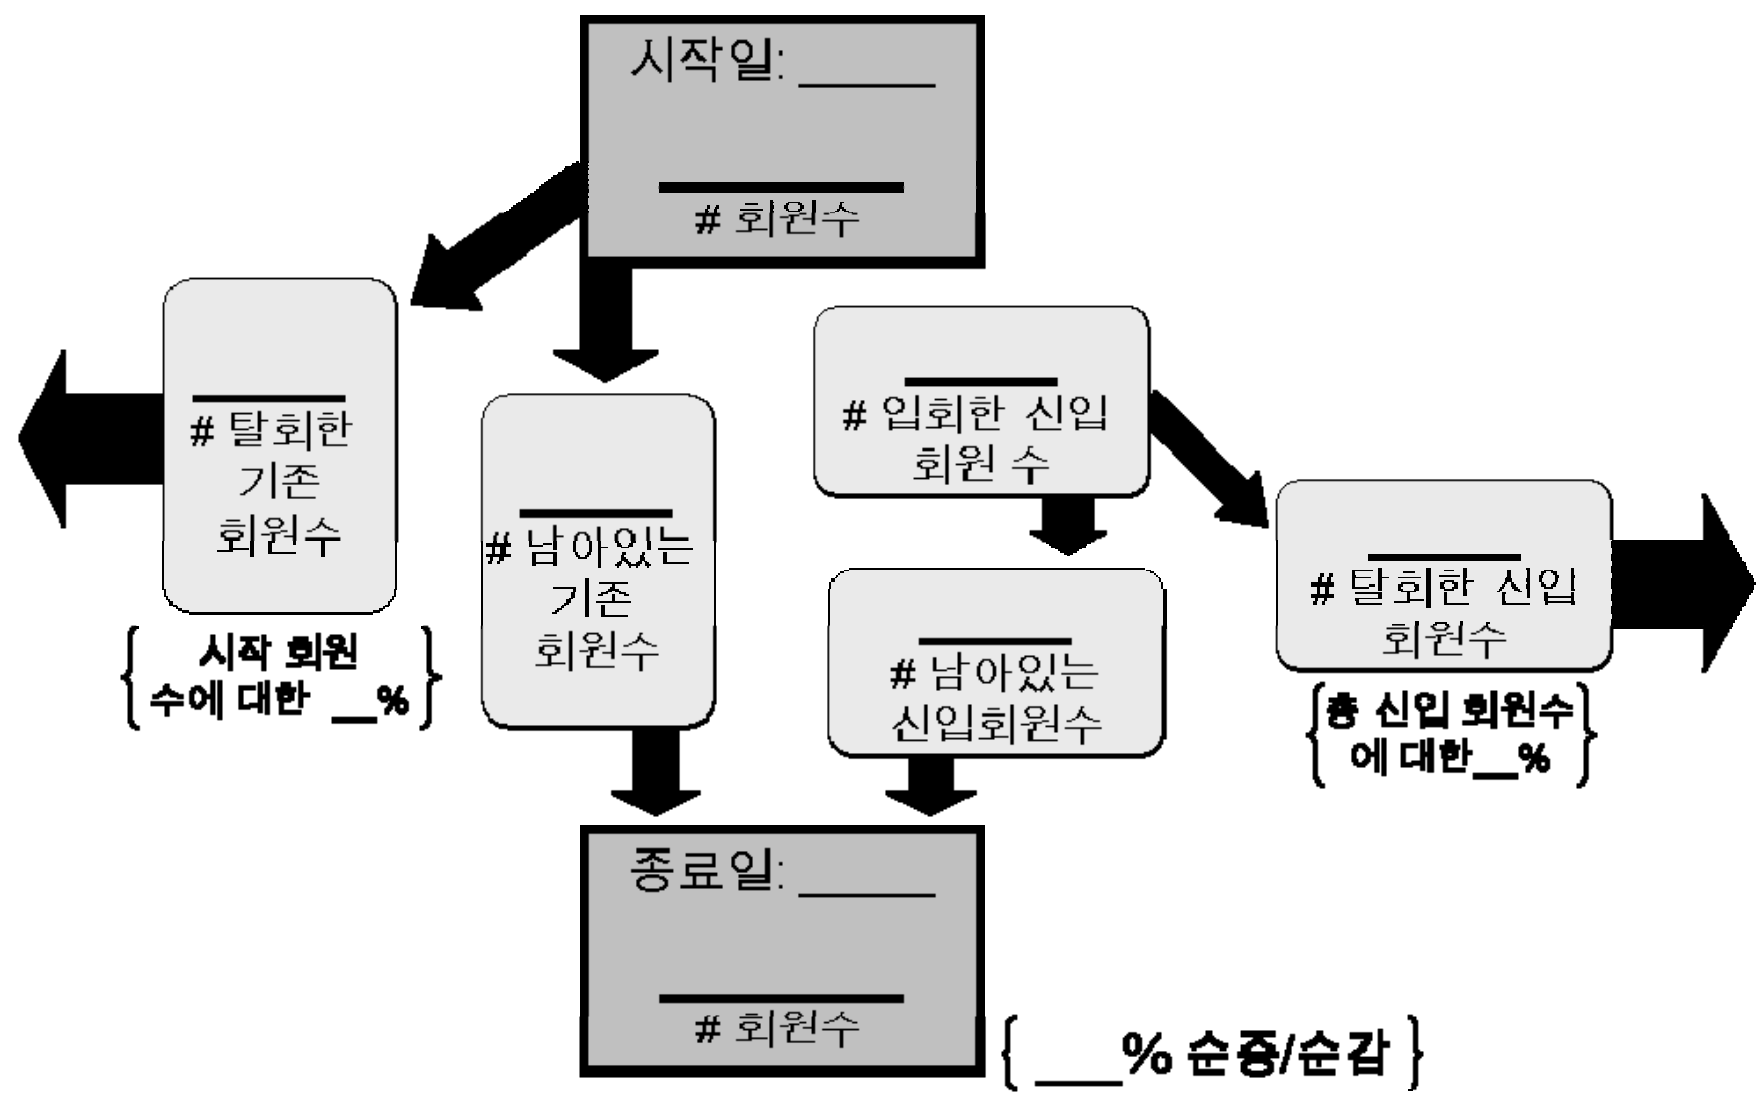 시작일: _____
# 회원수
# 탈회한
기존
회원수
{ 시작 회원
수에 대한 __% }
# 남아있는
기존
회원수
# 입회한 신입
회원 수
# 남아있는
신입회원수
# 탈회한 신입
회원수
{ 총 신입 회원수
에 대한__% }
종료일: _____
# 회원수
{ ___% 순증/순감 }